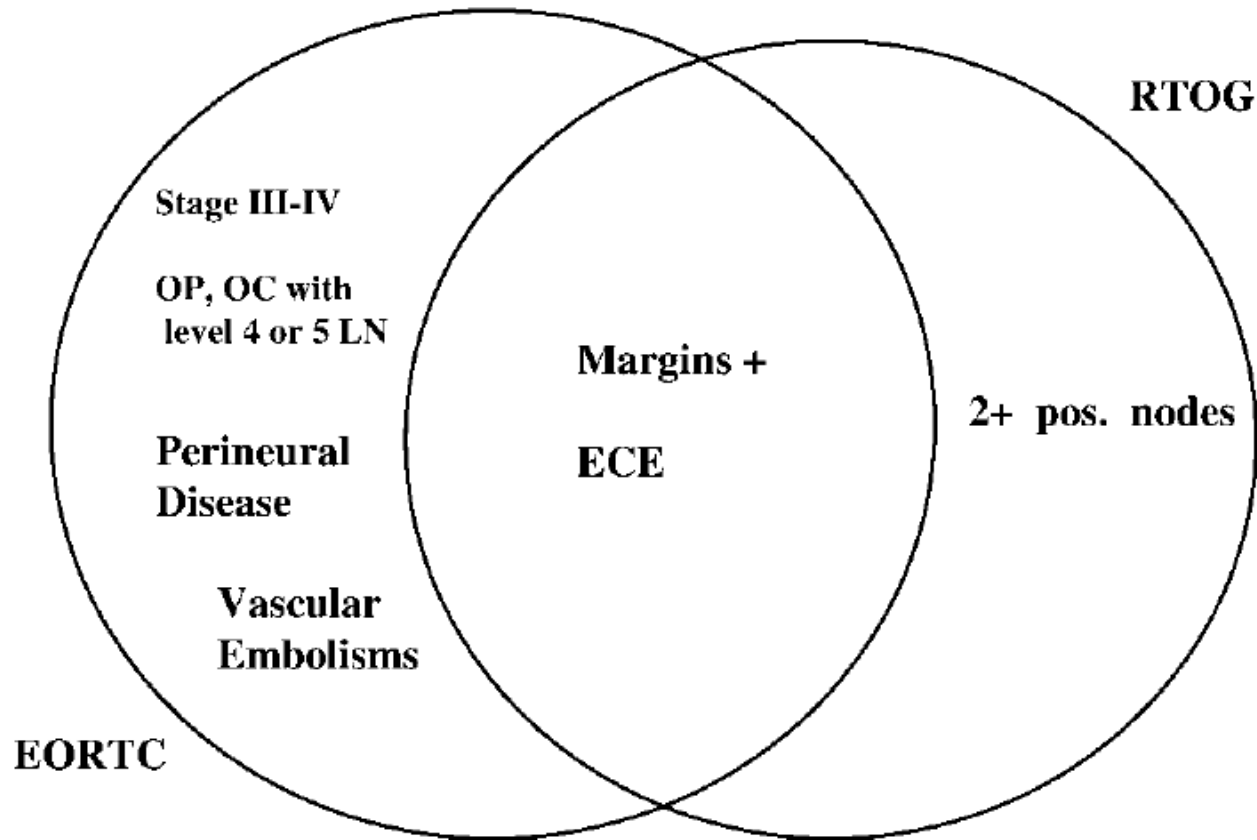 RTOG
Stage III-IV
OP, OC with
level 4 or 5 LN
Margins +
2+ pos. nodes
Perineural
Disease
ECE
Vascular
Embolisms
EORTC